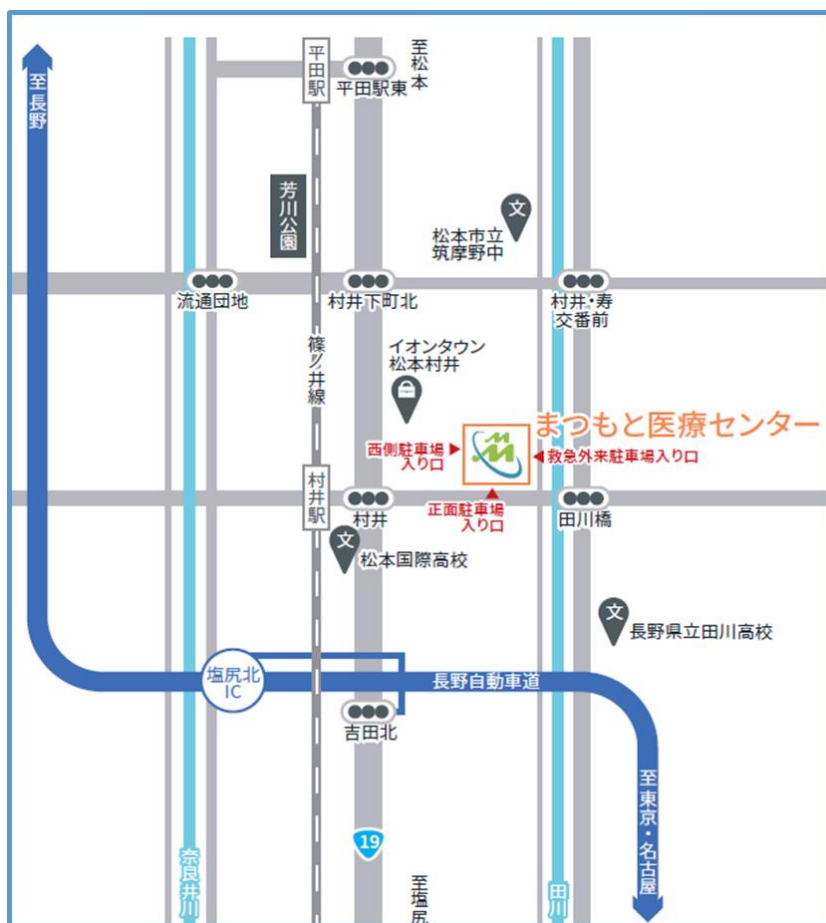 至長野
平田駅
至松本
平田駅東
芳川公園
文
松本市立
筑摩野中
流通団地
村井下町北
村井・寿
交番前
篠ノ井線
イオンタウン
松本村井
まつもと医療センター
西側駐車場
入り口
救急外来駐車場入り口
村井駅
村井
正面駐車場
入り口
田川橋
文
松本国際高校
文
長野県立田川高校
塩尻北
IC
長野自動車道
吉田北
至東京・名古屋
19
奈良井川
至塩尻
田川